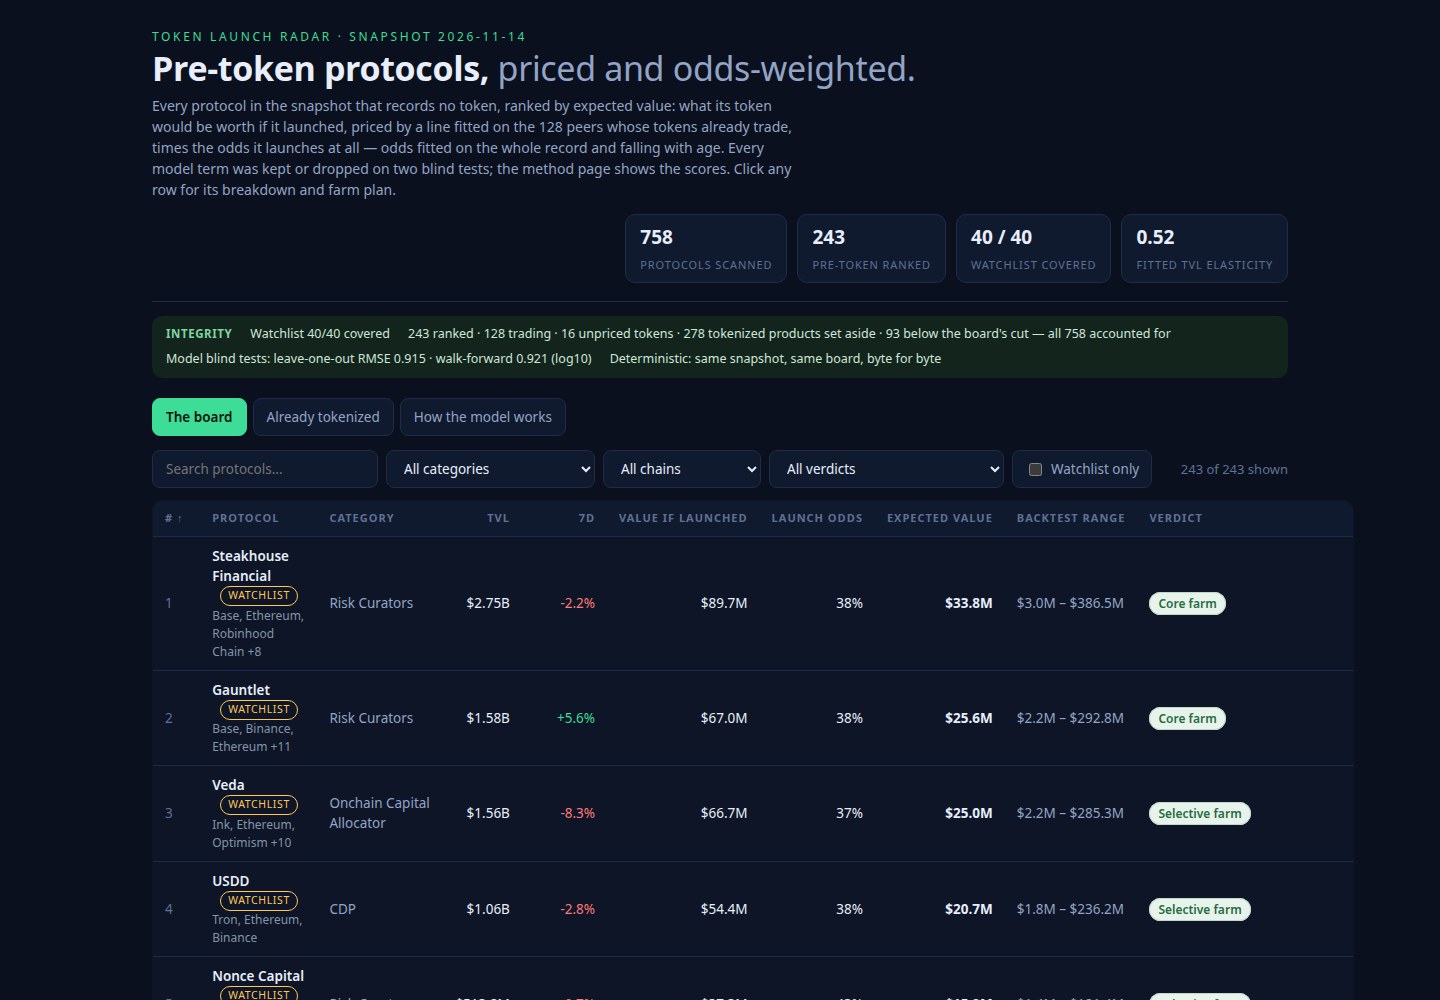 TOKEN LAUNCH RADAR · SNAPSHOT 2026-11-14
Pre-token protocols, priced and odds-weighted.
Every protocol in the snapshot that records no token, ranked by expected value: what its token
would be worth if it launched, priced by a line fitted on the 128 peers whose tokens already trade,
times the odds it launches at all — odds fitted on the whole record and falling with age. Every
model term was kept or dropped on two blind tests; the method page shows the scores. Click any
row for its breakdown and farm plan.
758 243 40 / 40 0.52
PROTOCOLS SCANNED PRE-TOKEN RANKED WATCHLIST COVERED FITTED TVL ELASTICITY
INTEGRITY Watchlist 40/40 covered 243 ranked · 128 trading · 16 unpriced tokens · 278 tokenized products set aside · 93 below the board's cut — all 758 accounted for
Model blind tests: leave-one-out RMSE 0.915 · walk-forward 0.921 (log10) Deterministic: same snapshot, same board, byte for byte
The board Already tokenized How the model works
Search protocols... All categories All chains All verdicts Watchlist only 243 of 243 shown
# ↑ PROTOCOL CATEGORY TVL 7D VALUE IF LAUNCHED LAUNCH ODDS EXPECTED VALUE BACKTEST RANGE VERDICT
Steakhouse
Financial
WATCHLIST
1 Risk Curators $2.75B -2.2% $89.7M 38% $33.8M $3.0M – $386.5M Core farm
Base, Ethereum,
Robinhood
Chain +8
Gauntlet
WATCHLIST
2 Risk Curators $1.58B +5.6% $67.0M 38% $25.6M $2.2M – $292.8M Core farm
Base, Binance,
Ethereum +11
Veda
WATCHLIST
3 Onchain Capital Allocator $1.56B -8.3% $66.7M 37% $25.0M $2.2M – $285.3M Selective farm
Ink, Ethereum,
Optimism +10
USDD
WATCHLIST
4 CDP $1.06B -2.8% $54.4M 38% $20.7M $1.8M – $236.2M Selective farm
Tron, Ethereum,
Binance
Nonce Capital
WATCHLIST